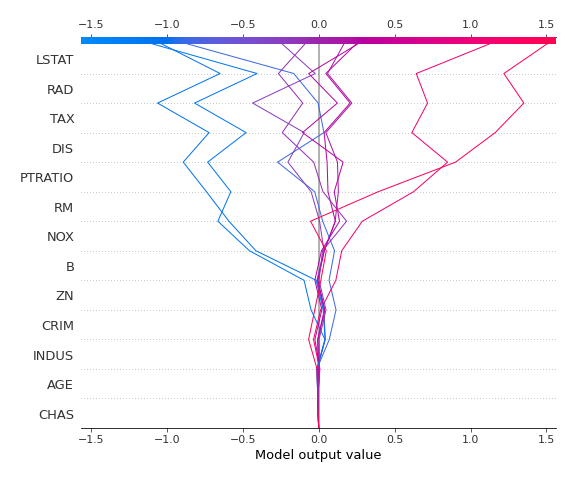 −1.5 −1.0 −0.5 0.0 0.5 1.0 1.5
LSTAT
RAD
TAX
DIS
PTRATIO
RM
NOX
B
ZN
CRIM
INDUS
AGE
CHAS
−1.5 −1.0 −0.5 0.0 0.5 1.0 1.5
Model output value